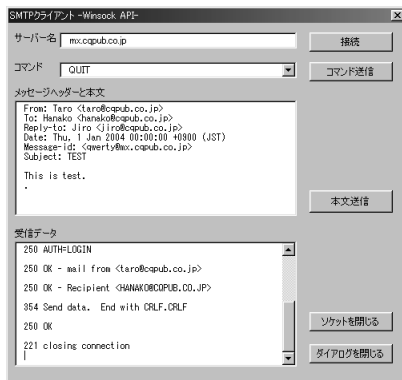 SMTPクライアント -Winsock API-
サーバー名 mx.cqpub.co.jp
接続
コマンド QUIT
コマンド送信
メッセージヘッダーと本文
From: Taro <taro@cqpub.co.jp>
To: Hanako <hanako@cqpub.co.jp>
Reply-to: Jiro <jiro@cqpub.co.jp>
Date: Thu, 1 Jan 2004 00:00:00 +0900 (JST)
Message-id: <qwerty@mx.cqpub.co.jp>
Subject: TEST
This is test.
.
本文送信
受信データ
250 AUTH=LOGIN
250 OK - mail from <taro@cqpub.co.jp>
250 OK - Recipient <HANAKO@CQPUB.CO.JP>
354 Send data.  End with CRLF.CRLF
250 OK
221 closing connection
ソケットを閉じる
ダイアログを閉じる